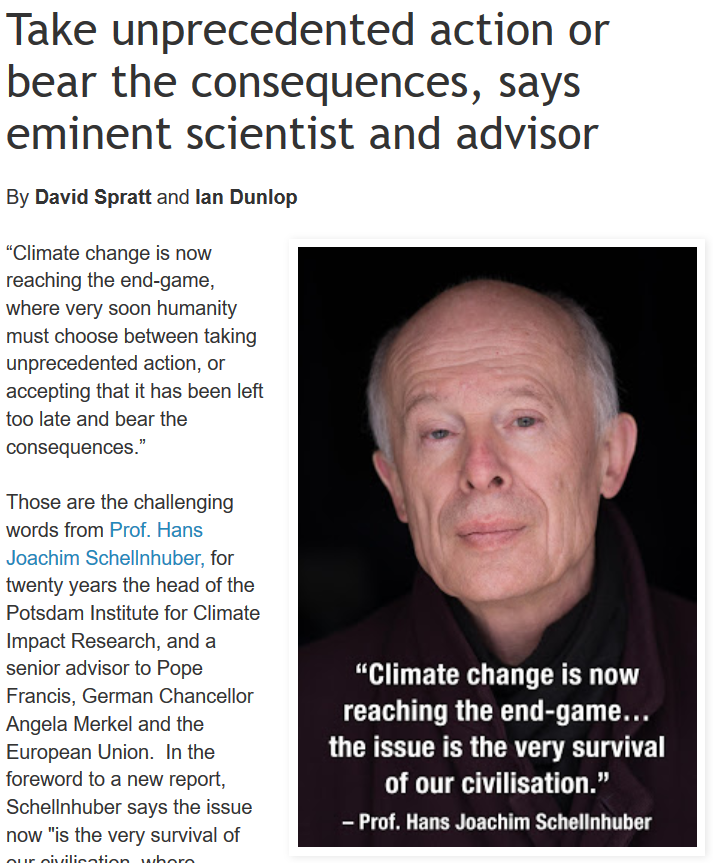 Take unprecedented action or
bear the consequences, says
eminent scientist and advisor
By David Spratt and Ian Dunlop
“Climate change is now
reaching the end-game,
where very soon humanity
must choose between taking
unprecedented action, or
accepting that it has been left
too late and bear the
consequences.”
Those are the challenging
words from Prof. Hans
Joachim Schellnhuber, for
twenty years the head of the
Potsdam Institute for Climate
Impact Research, and a
senior advisor to Pope
Francis, German Chancellor
Angela Merkel and the
European Union.  In the
foreword to a new report,
Schellnhuber says the issue
now "is the very survival of
our civilisation, where
“Climate change is now
reaching the end-game…
the issue is the very survival
of our civilisation.”
– Prof. Hans Joachim Schellnhuber